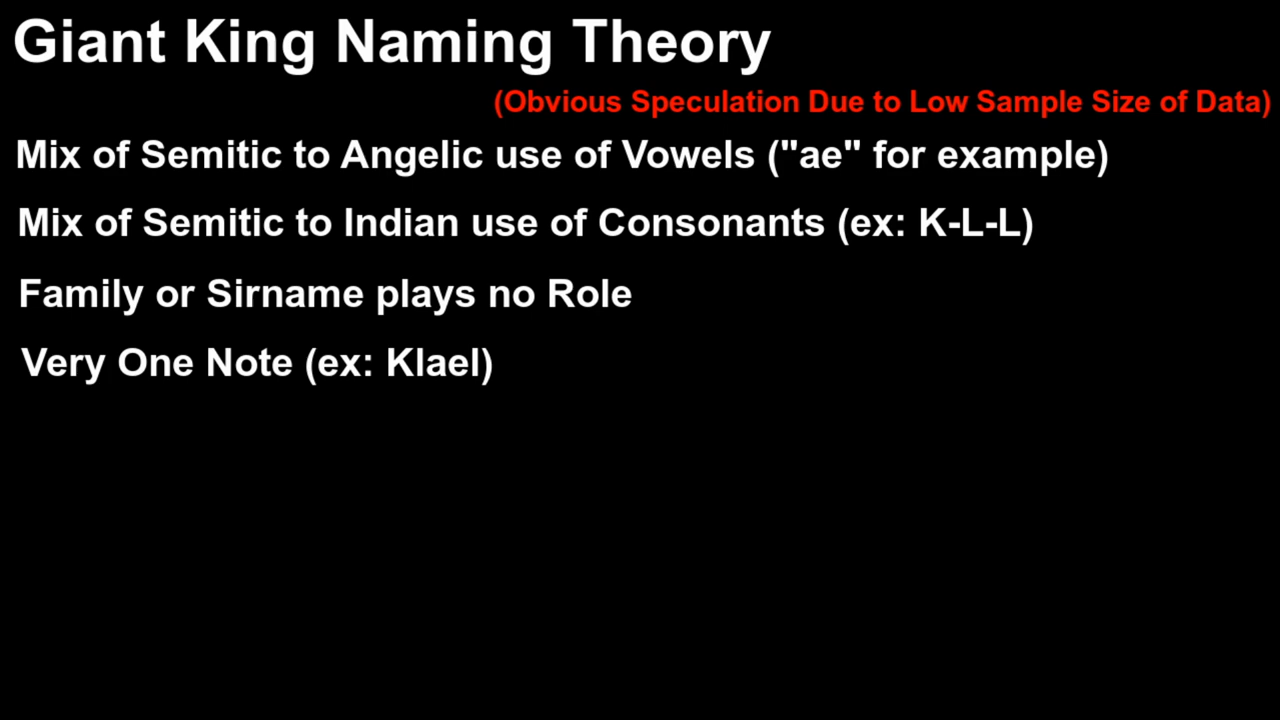 Giant King Naming Theory
(Obvious Speculation Due to Low Sample Size of Data)
Mix of Semitic to Angelic use of Vowels ("ae" for example)
Mix of Semitic to Indian use of Consonants (ex: K-L-L)
Family or Sirname plays no Role
Very One Note (ex: Klael)